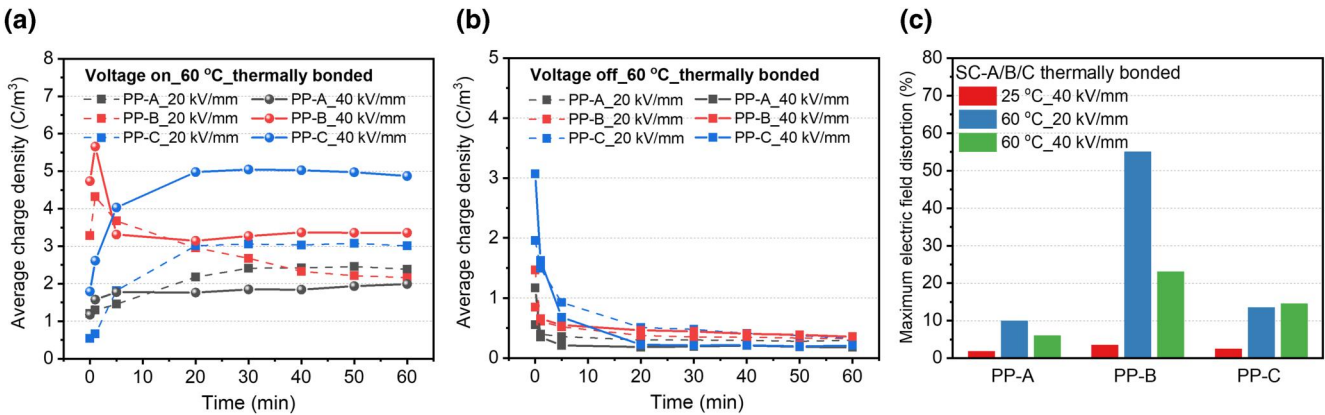 (a)
Average charge density (C/m³)
8
7
6
5
4
3
2
1
0
Voltage on_60 °C_thermally bonded
PP-A_20 kV/mm
PP-A_40 kV/mm
PP-B_20 kV/mm
PP-B_40 kV/mm
PP-C_20 kV/mm
PP-C_40 kV/mm
0 10 20 30 40 50 60
Time (min)
(b)
Average charge density (C/m³)
5
4
3
2
1
0
Voltage off_60 °C_thermally bonded
PP-A_20 kV/mm
PP-A_40 kV/mm
PP-B_20 kV/mm
PP-B_40 kV/mm
PP-C_20 kV/mm
PP-C_40 kV/mm
0 10 20 30 40 50 60
Time (min)
(c)
Maximum electric field distortion (%)
80
70
60
50
40
30
20
10
0
SC-A/B/C thermally bonded
25 °C_40 kV/mm
60 °C_20 kV/mm
60 °C_40 kV/mm
PP-A PP-B PP-C